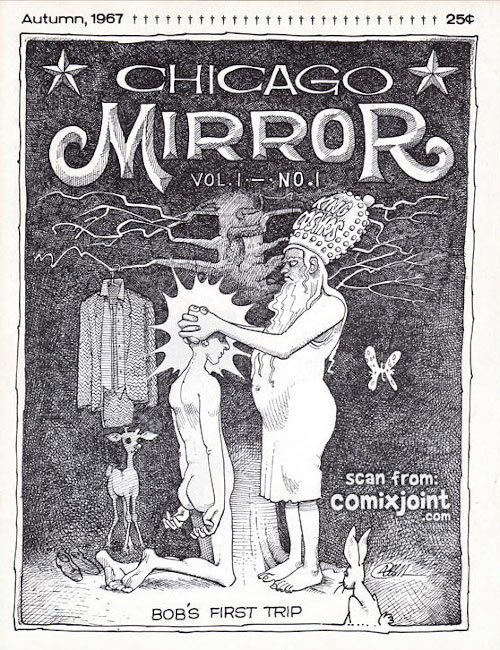 Autumn, 1967 ††††††††††††††††††††††††††† 25¢
CHICAGO
MIRROR
VOL. 1 — NO. 1
scan from:
comixjoint
.com
BOB'S FIRST TRIP